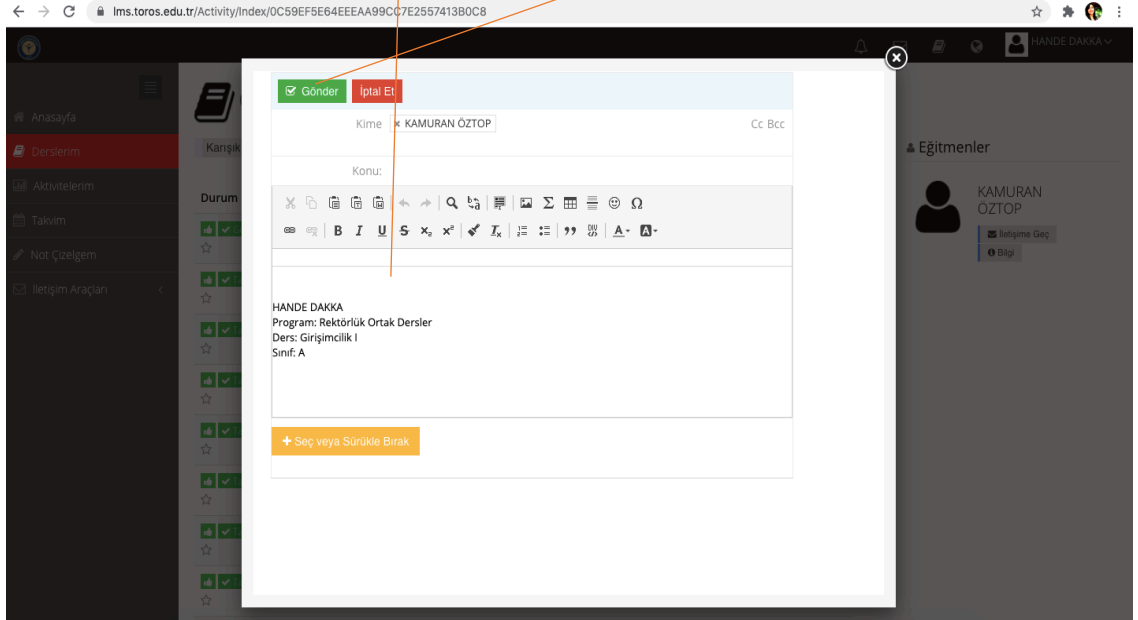 lms.toros.edu.tr/Activity/Index/0C59EF5E64EEEAA99CC7E2557413B0C8
HANDE DAKKA
Gönder
İptal Et
Kime
× KAMURAN ÖZTOP
Cc Bcc
Konu:
Anasayfa
Derslerim
Aktivitelerim
Takvim
Not Çizelgem
İletişim Araçları
Karışık
Durum
Eğitmenler
KAMURAN
ÖZTOP
İletişime Geç
Bilgi
HANDE DAKKA
Program: Rektörlük Ortak Dersler
Ders: Girişimcilik I
Sınıf: A
+ Seç veya Sürükle Bırak